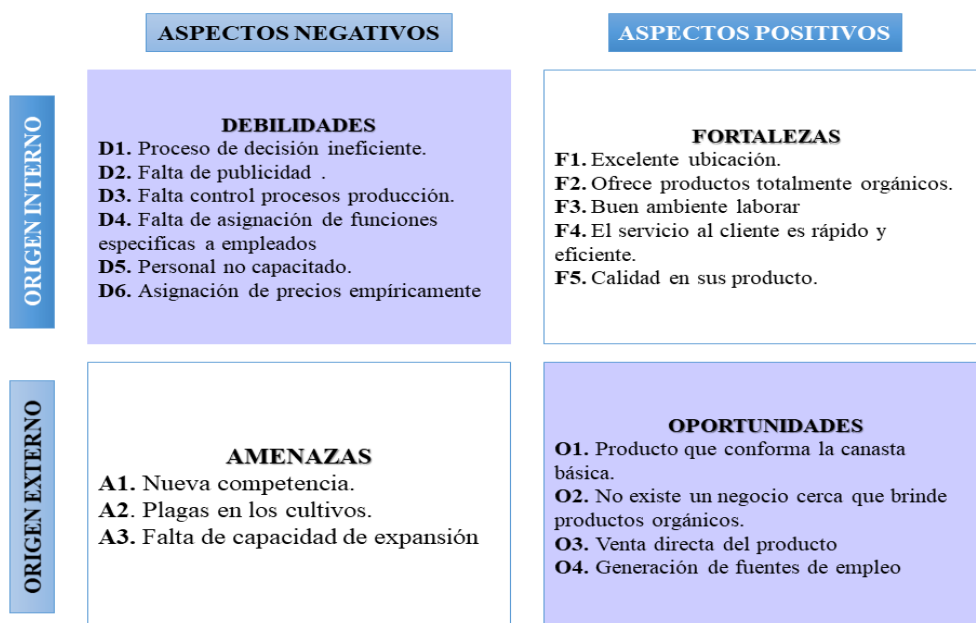 ASPECTOS NEGATIVOS
ASPECTOS POSITIVOS
ORIGEN INTERNO
DEBILIDADES
D1. Proceso de decisión ineficiente.
D2. Falta de publicidad .
D3. Falta control procesos producción.
D4. Falta de asignación de funciones
especificas a empleados
D5. Personal no capacitado.
D6. Asignación de precios empíricamente
FORTALEZAS
F1. Excelente ubicación.
F2. Ofrece productos totalmente orgánicos.
F3. Buen ambiente laborar
F4. El servicio al cliente es rápido y
eficiente.
F5. Calidad en sus producto.
ORIGEN EXTERNO
AMENAZAS
A1. Nueva competencia.
A2. Plagas en los cultivos.
A3. Falta de capacidad de expansión
OPORTUNIDADES
O1. Producto que conforma la canasta
básica.
O2. No existe un negocio cerca que brinde
productos orgánicos.
O3. Venta directa del producto
O4. Generación de fuentes de empleo